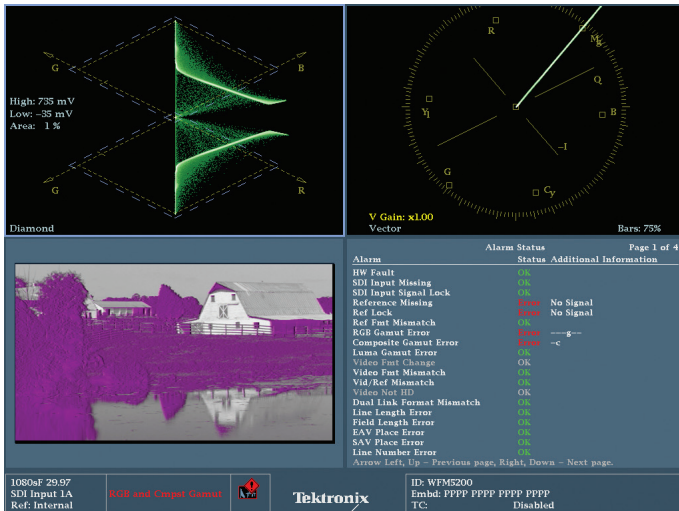 G
B
High: 735 mV
Low: -35 mV
Area: 1 %
G
R
Diamond
R
Mg
Q
B
Yl
-I
G
Cy
V Gain: x1.00
Vector
Bars: 75%
Alarm Status
Page 1 of 4
Alarm Status Additional Information
HW Fault OK
SDI Input Missing OK
SDI Input Signal Lock OK
Reference Missing No Signal
Ref Lock No Signal
Ref Fmt Mismatch OK
RGB Gamut Error ---g--
Composite Gamut Error -c
Luma Gamut Error OK
Video Fmt Change OK
Video Fmt Mismatch OK
Vid/Ref Mismatch OK
Video Not HD OK
Dual Link Format Mismatch OK
Line Length Error OK
Field Length Error OK
EAV Place Error OK
SAV Place Error OK
Line Number Error OK
Arrow Left, Up - Previous page, Right, Down - Next page.
1080sF 29.97
SDI Input 1A
Ref: Internal
RGB and Cmpst Gamut
Tektronix
ID: WFM5200
Embd: PPPP PPPP PPPP PPPP
TC: Disabled